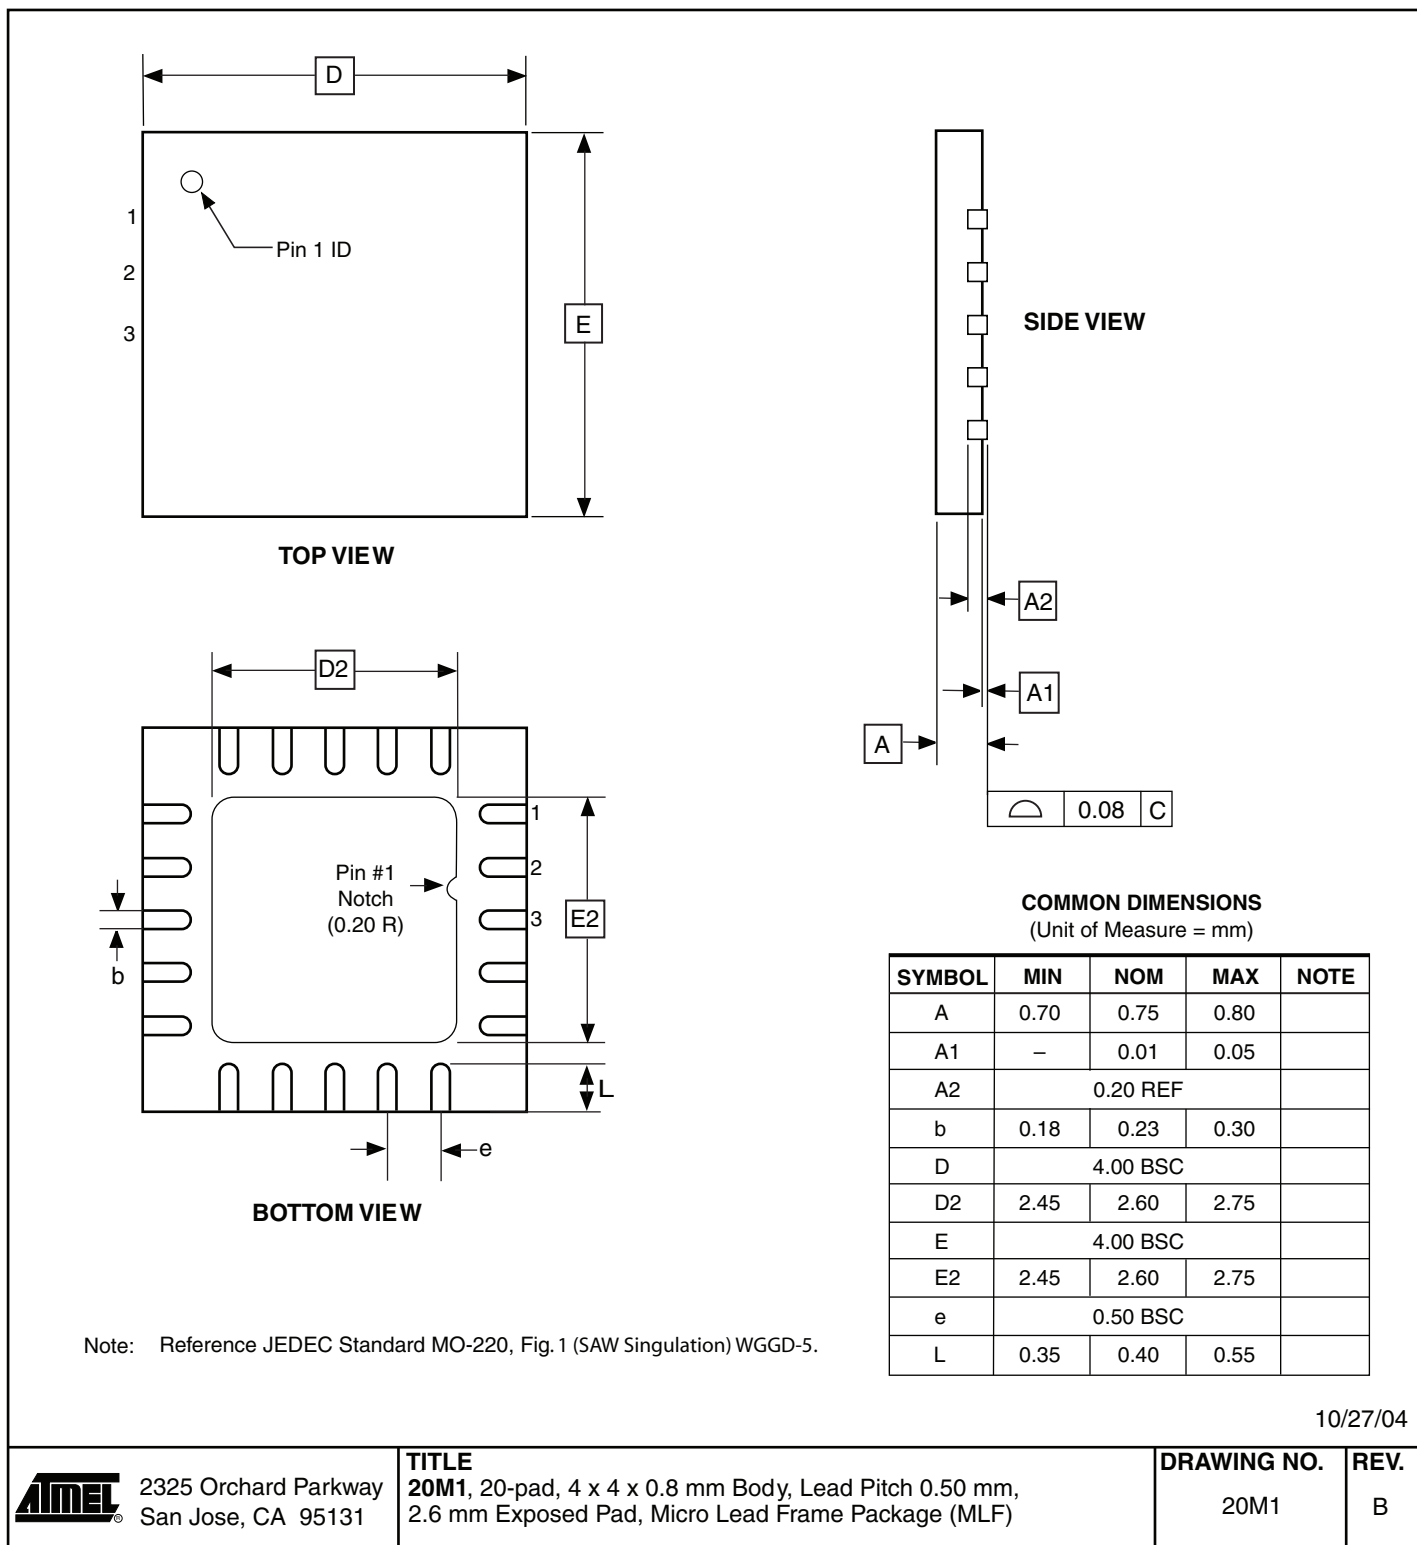 D
1
2
3
Pin 1 ID
E
TOP VIEW
SIDE VIEW
A2
A1
A
0.08 C
D2
Pin #1
Notch
(0.20 R)
1
2
3
E2
b
L
e
BOTTOM VIEW
COMMON DIMENSIONS
(Unit of Measure = mm)
SYMBOL MIN NOM MAX NOTE
A 0.70 0.75 0.80
A1 – 0.01 0.05
A2 0.20 REF
b 0.18 0.23 0.30
D 4.00 BSC
D2 2.45 2.60 2.75
E 4.00 BSC
E2 2.45 2.60 2.75
e 0.50 BSC
L 0.35 0.40 0.55
Note: Reference JEDEC Standard MO-220, Fig. 1 (SAW Singulation) WGGD-5.
10/27/04
ATMEL ®
2325 Orchard Parkway
San Jose, CA 95131
TITLE
20M1, 20-pad, 4 x 4 x 0.8 mm Body, Lead Pitch 0.50 mm,
2.6 mm Exposed Pad, Micro Lead Frame Package (MLF)
DRAWING NO.
20M1
REV.
B